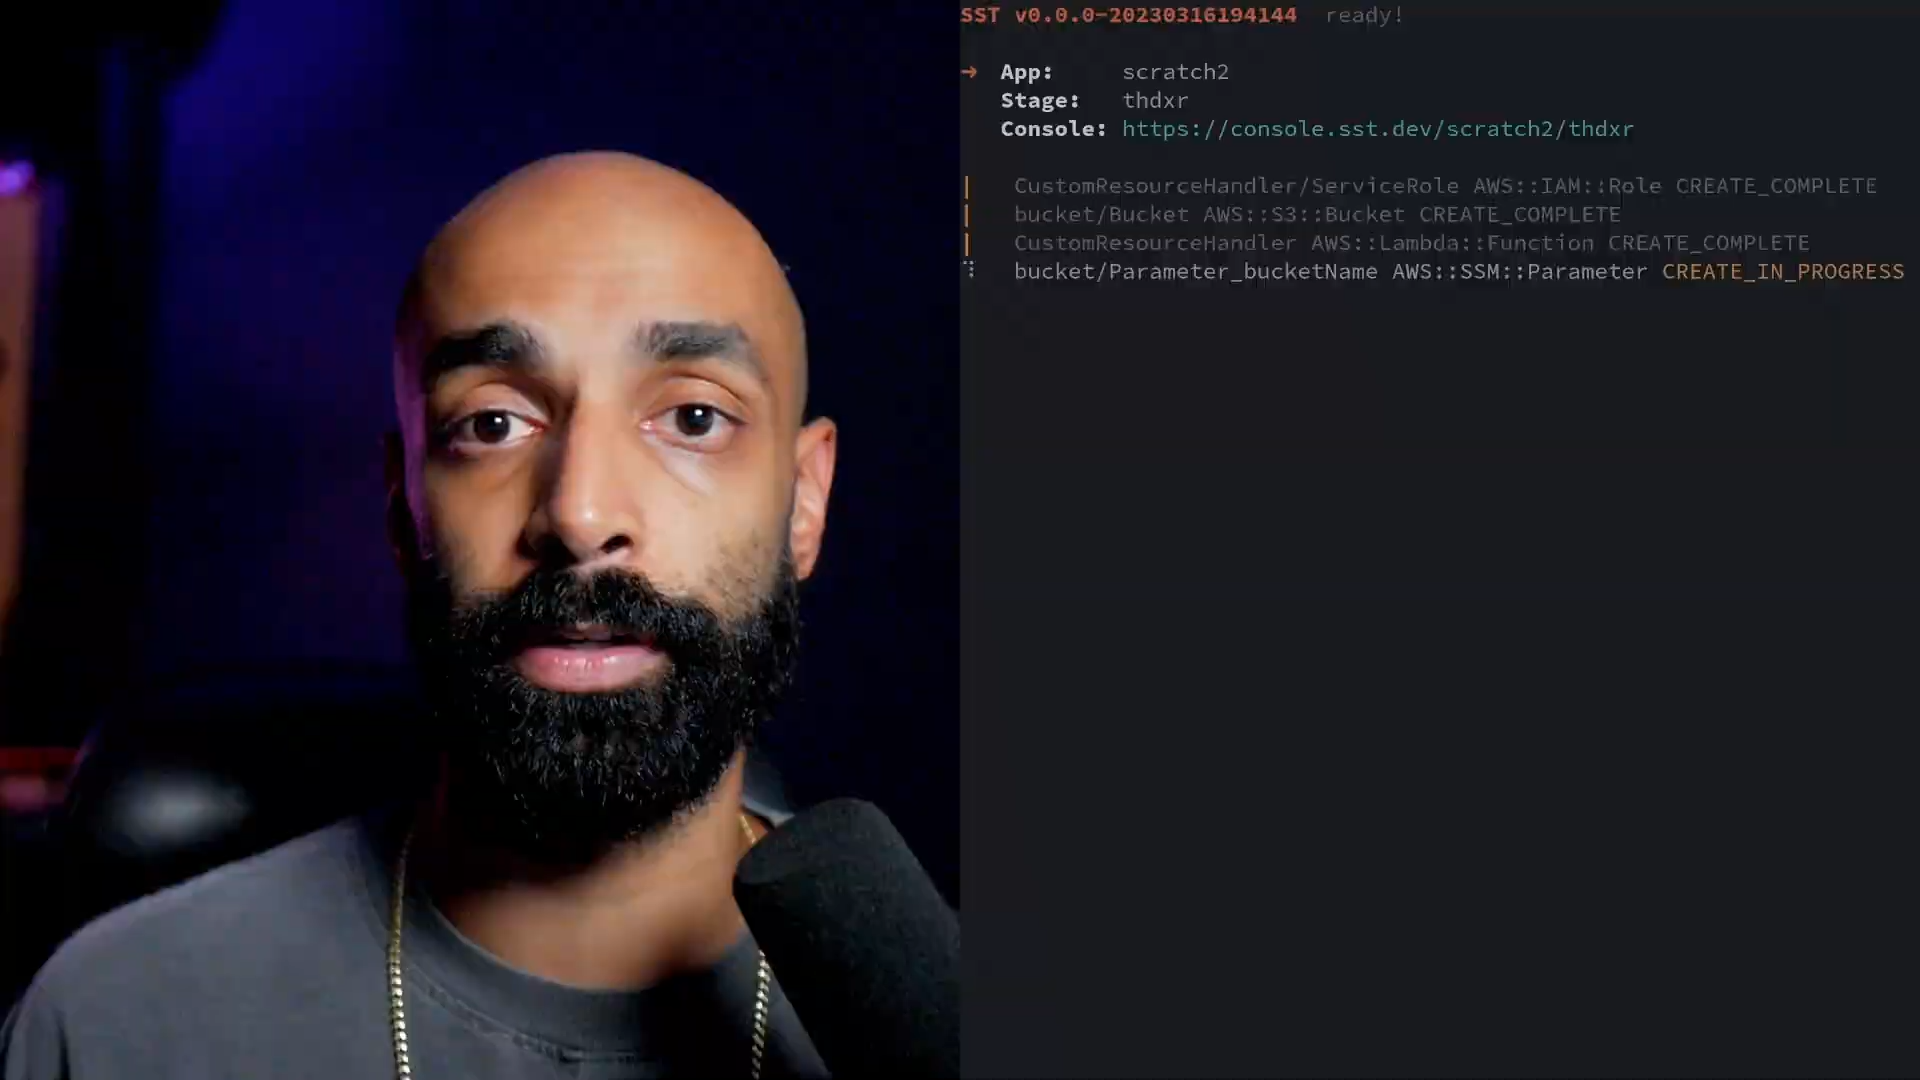 SST v0.0.0-20230316194144 ready!
➜ App: scratch2
Stage: thdxr
Console: https://console.sst.dev/scratch2/thdxr
| CustomResourceHandler/ServiceRole AWS::IAM::Role CREATE_COMPLETE
| bucket/Bucket AWS::S3::Bucket CREATE_COMPLETE
| CustomResourceHandler AWS::Lambda::Function CREATE_COMPLETE
bucket/Parameter_bucketName AWS::SSM::Parameter CREATE_IN_PROGRESS